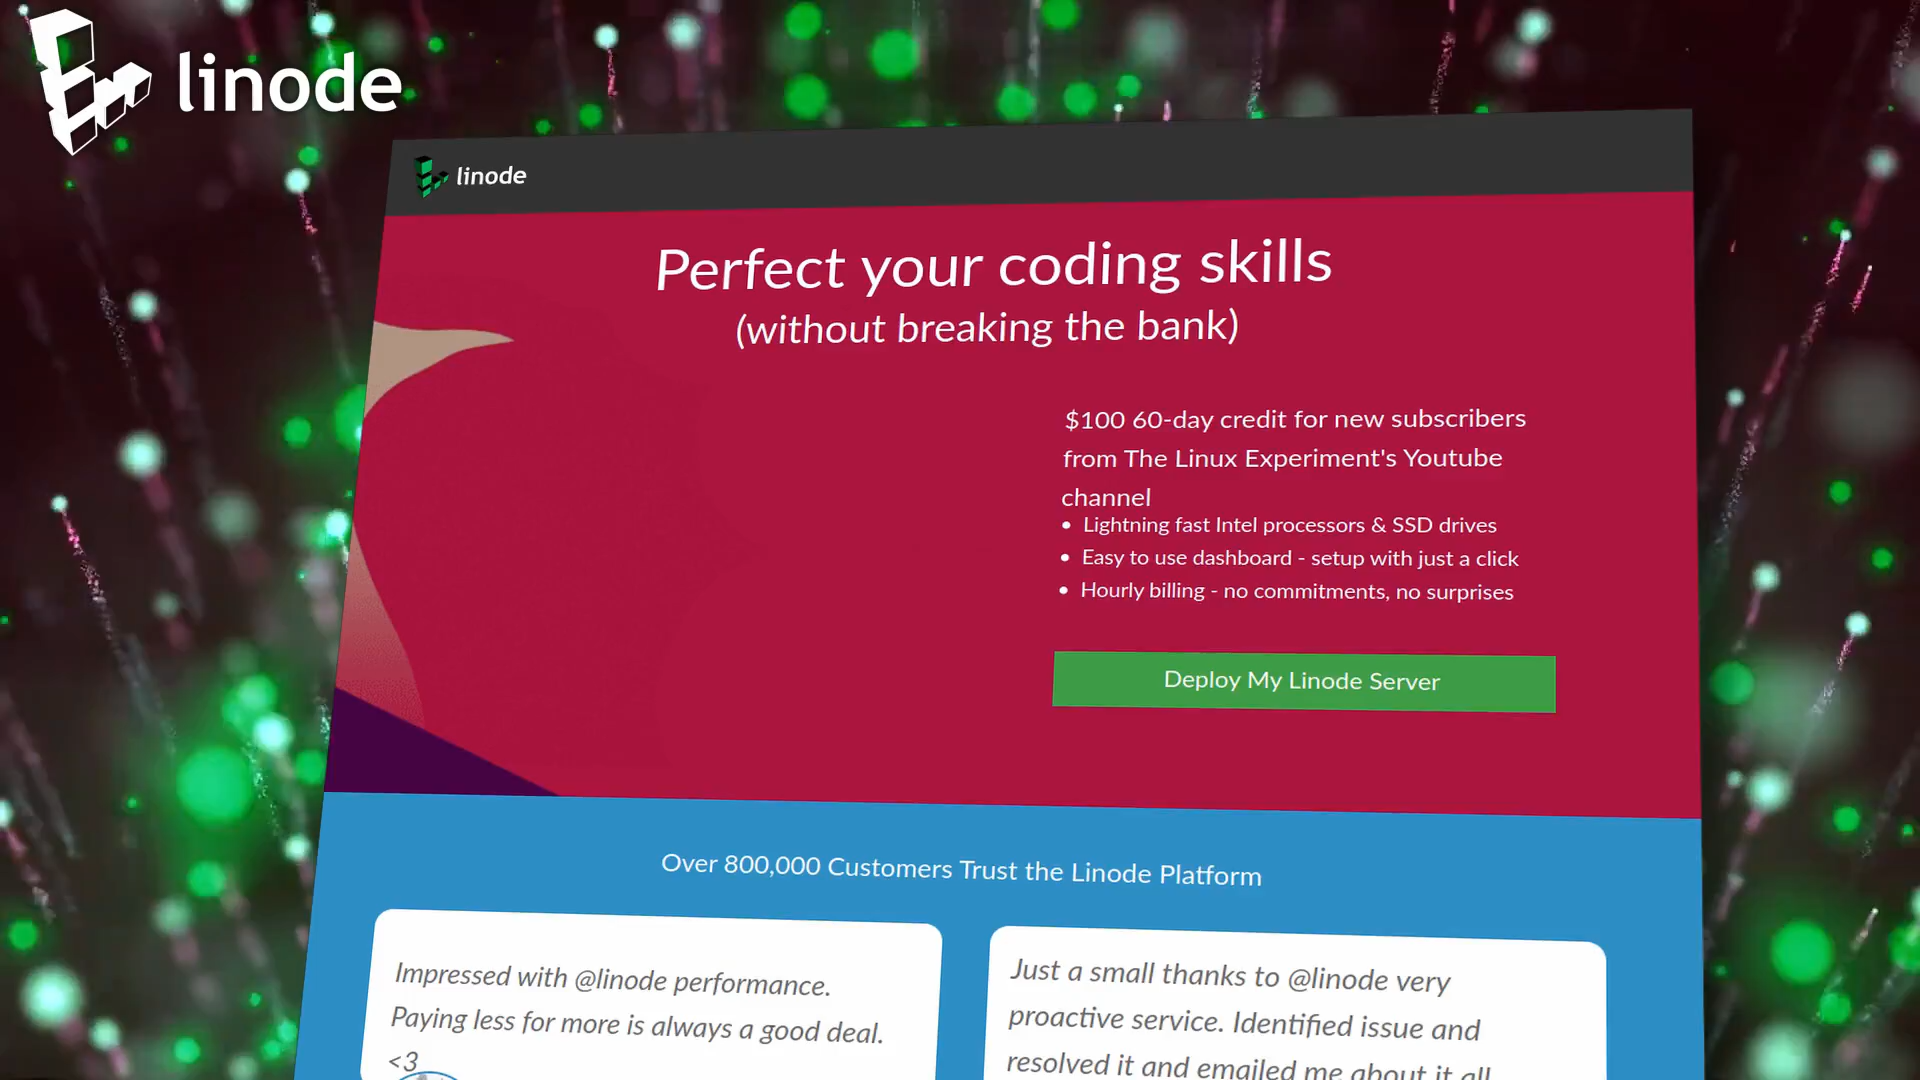 linode
linode
Perfect your coding skills
(without breaking the bank)
$100 60-day credit for new subscribers
from The Linux Experiment's Youtube
channel
• Lightning fast Intel processors & SSD drives
• Easy to use dashboard - setup with just a click
• Hourly billing - no commitments, no surprises
Deploy My Linode Server
Over 800,000 Customers Trust the Linode Platform
Impressed with @linode performance.
Paying less for more is always a good deal.
<3
Just a small thanks to @linode very
proactive service. Identified issue and
resolved it and emailed me about it all